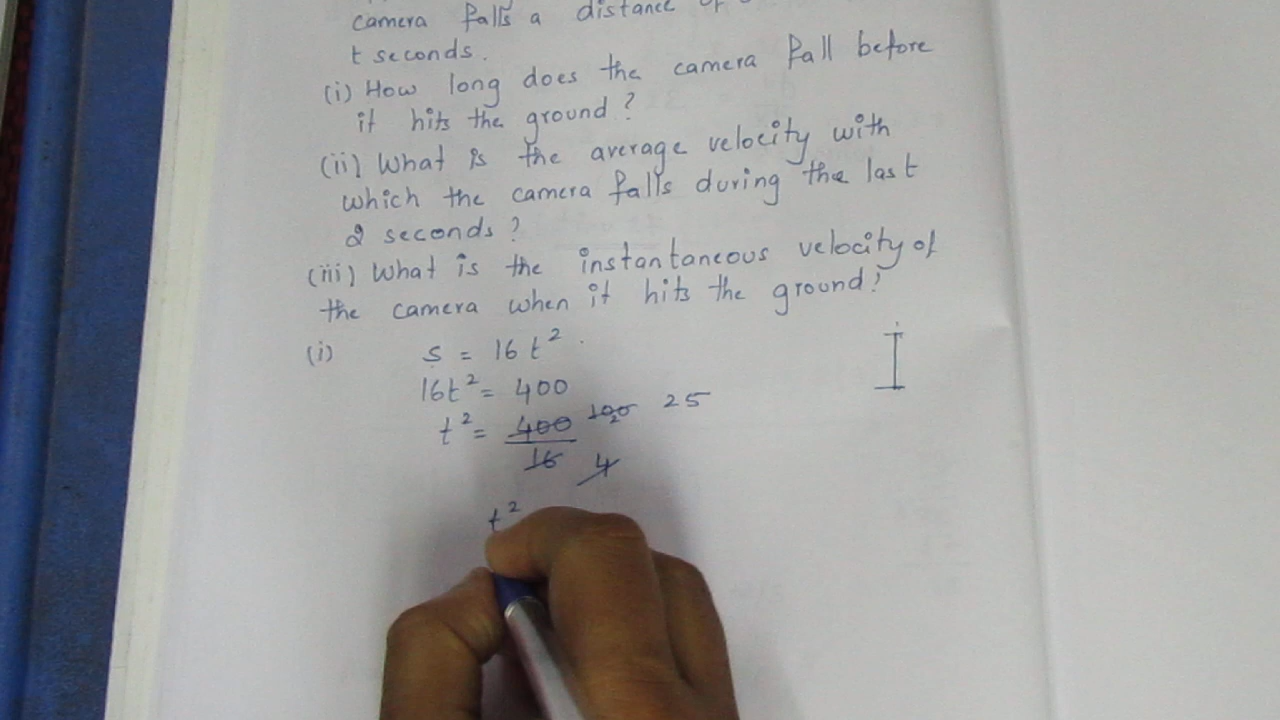 camera falls a distance of
t seconds.
(i) How long does the camera fall before
it hits the ground?
(ii) What is the average velocity with
which the camera falls during the last
2 seconds?
(iii) What is the instantaneous velocity of
the camera when it hits the ground?
(i) s = 16t²
16t² = 400
t² = 400/16 100 25 4
t²